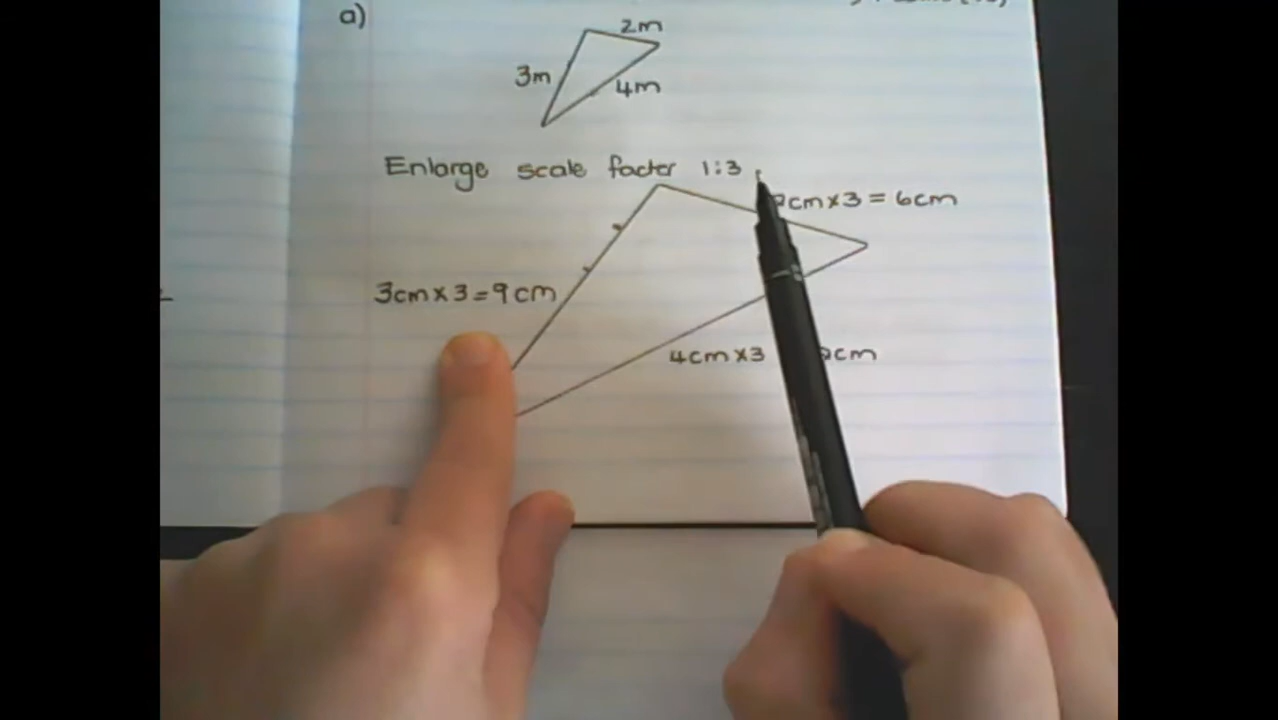 a)
2m
3m
4m
Enlarge scale factor 1:3
cm x 3 = 6cm
3cm x 3 = 9cm
4cm x 3 cm